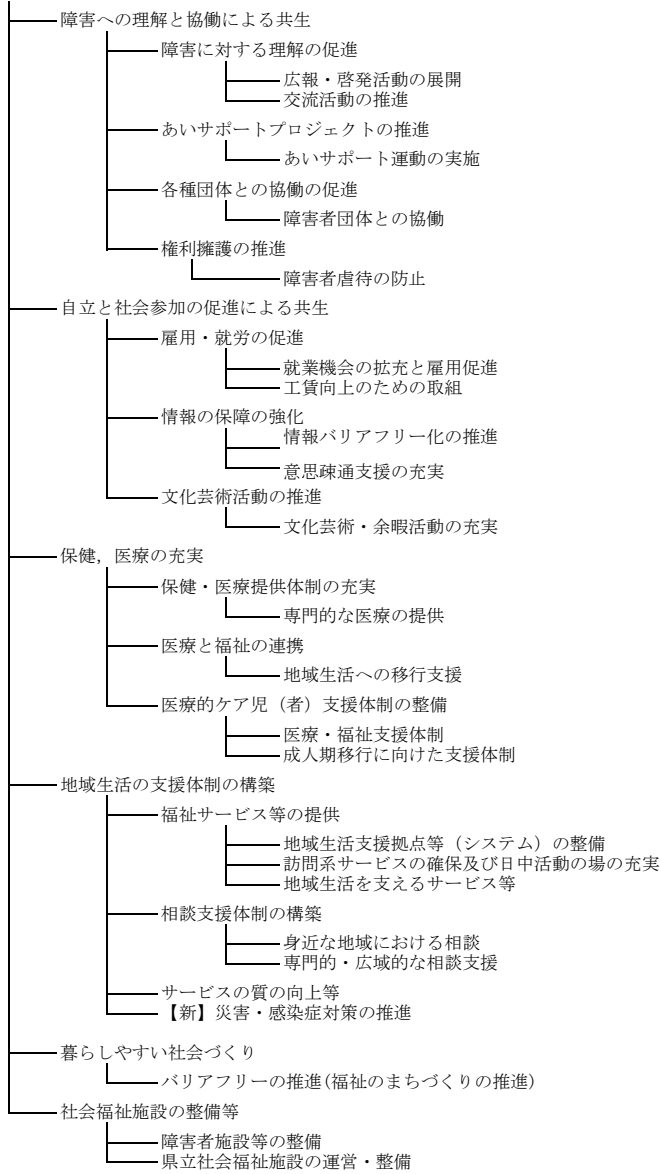 障害への理解と協働による共生
障害に対する理解の促進
広報・啓発活動の展開
交流活動の推進
あいサポートプロジェクトの推進
あいサポート運動の実施
各種団体との協働の促進
障害者団体との協働
権利擁護の推進
障害者虐待の防止
自立と社会参加の促進による共生
雇用・就労の促進
就業機会の拡充と雇用促進
工賃向上のための取組
情報の保障の強化
情報バリアフリー化の推進
意思疎通支援の充実
文化芸術活動の推進
文化芸術・余暇活動の充実
保健，医療の充実
保健・医療提供体制の充実
専門的な医療の提供
医療と福祉の連携
地域生活への移行支援
医療的ケア児（者）支援体制の整備
医療・福祉支援体制
成人期移行に向けた支援体制
地域生活の支援体制の構築
福祉サービス等の提供
地域生活支援拠点等（システム）の整備
訪問系サービスの確保及び日中活動の場の充実
地域生活を支えるサービス等
相談支援体制の構築
身近な地域における相談
専門的・広域的な相談支援
サービスの質の向上等
【新】災害・感染症対策の推進
暮らしやすい社会づくり
バリアフリーの推進(福祉のまちづくりの推進)
社会福祉施設の整備等
障害者施設等の整備
県立社会福祉施設の運営・整備